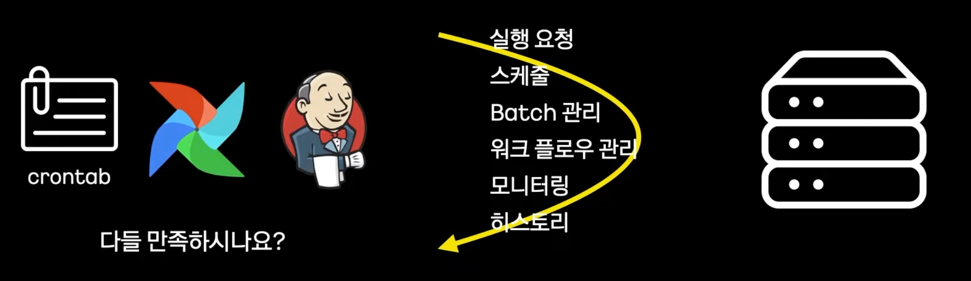 crontab
다들 만족하시나요?
실행 요청
스케줄
Batch 관리
워크 플로우 관리
모니터링
히스토리